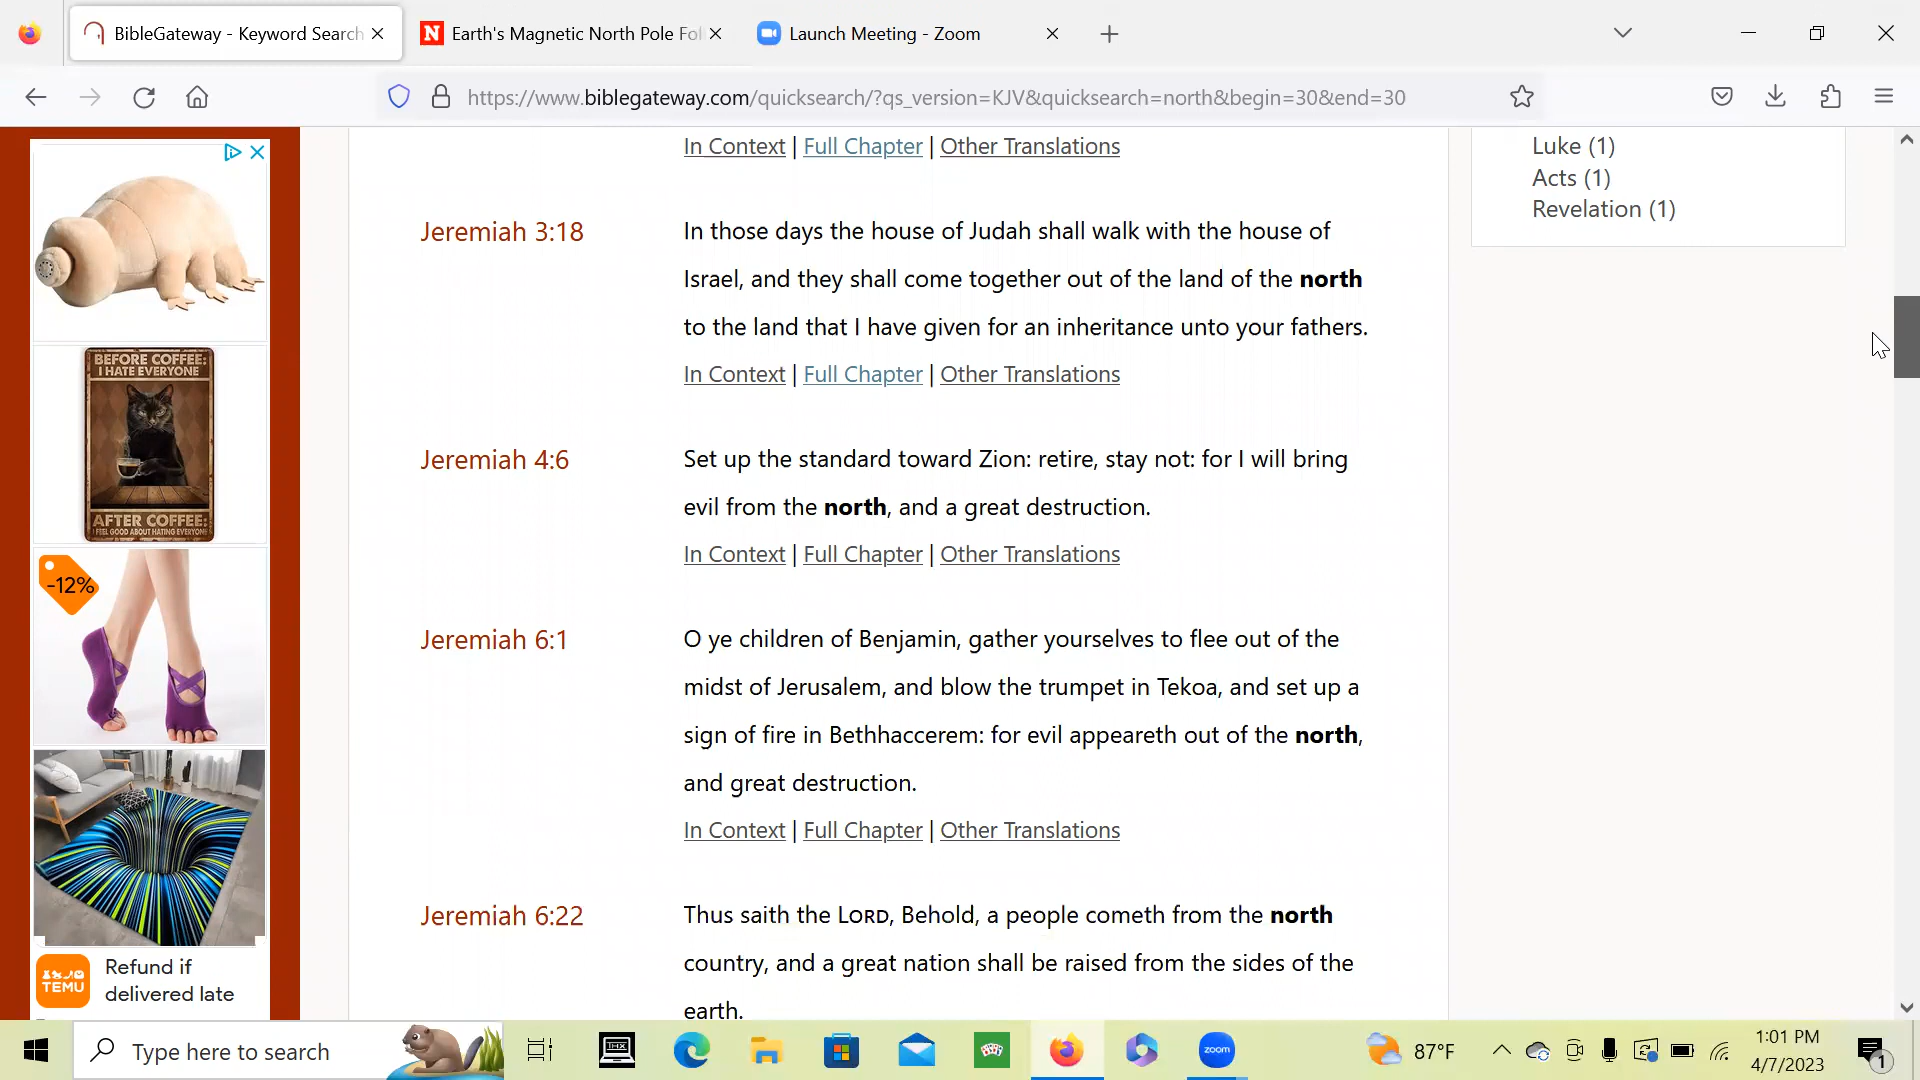 BibleGateway - Keyword Search
Earth's Magnetic North Pole Fol
Launch Meeting - Zoom
https://www.biblegateway.com/quicksearch/?qs_version=KJV&quicksearch=north&begin=30&end=30
In Context | Full Chapter | Other Translations
Luke (1)
Acts (1)
Revelation (1)
Jeremiah 3:18
In those days the house of Judah shall walk with the house of
Israel, and they shall come together out of the land of the north
to the land that I have given for an inheritance unto your fathers.
In Context | Full Chapter | Other Translations
Jeremiah 4:6
Set up the standard toward Zion: retire, stay not: for I will bring
evil from the north, and a great destruction.
In Context | Full Chapter | Other Translations
Jeremiah 6:1
O ye children of Benjamin, gather yourselves to flee out of the
midst of Jerusalem, and blow the trumpet in Tekoa, and set up a
sign of fire in Bethhaccerem: for evil appeareth out of the north,
and great destruction.
In Context | Full Chapter | Other Translations
Jeremiah 6:22
Thus saith the LORD, Behold, a people cometh from the north
country, and a great nation shall be raised from the sides of the
earth.
BEFORE COFFEE:
I HATE EVERYONE
AFTER COFFEE:
I FEEL GOOD ABOUT HATING EVERYONE
-12%
TEMU
Refund if
delivered late
Type here to search
THX
zoom
87°F
1:01 PM
4/7/2023
1